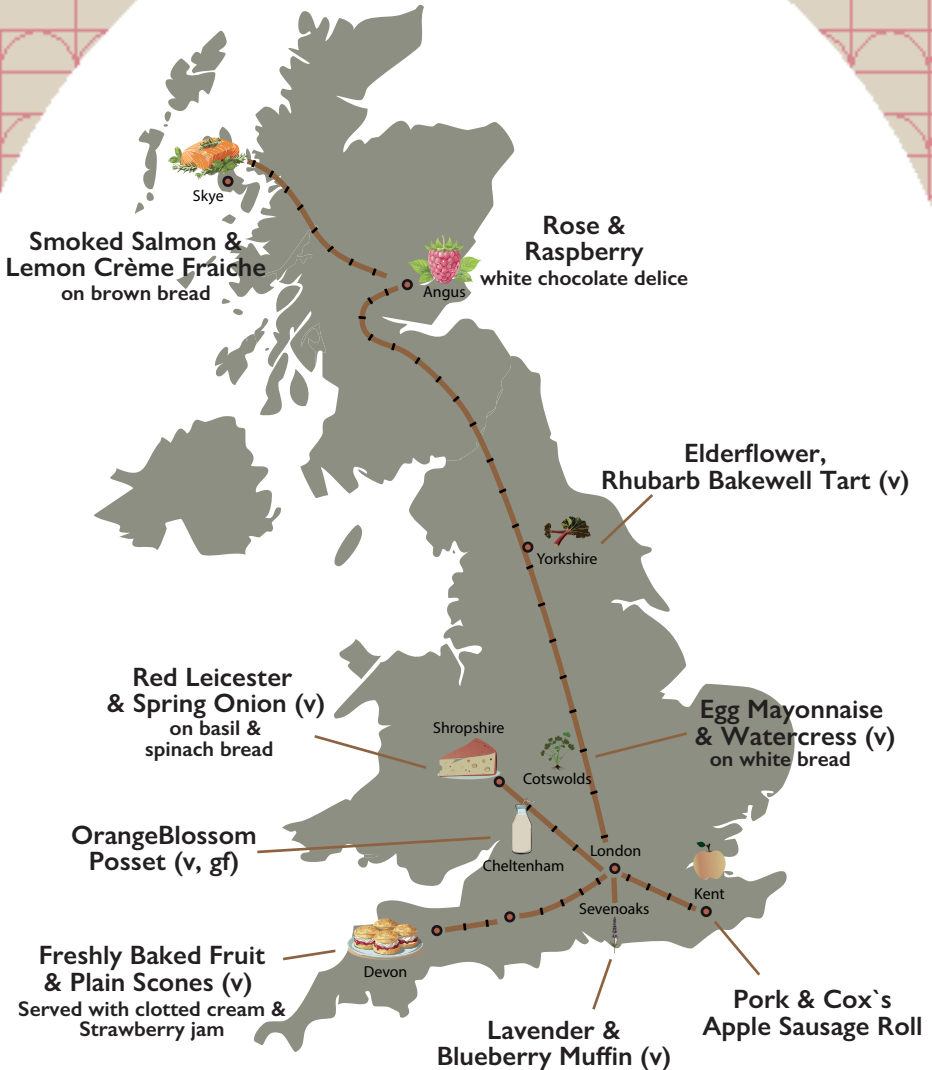 Skye
Smoked Salmon &
Lemon Crème Fraiche
on brown bread
Rose &
Raspberry
white chocolate delice
Angus
Elderflower,
Rhubarb Bakewell Tart (v)
Yorkshire
Red Leicester
& Spring Onion (v)
on basil &
spinach bread
Shropshire
Egg Mayonnaise
& Watercress (v)
on white bread
Cotswolds
OrangeBlossom
Posset (v, gf)
Cheltenham
London
Kent
Sevenoaks
Freshly Baked Fruit
& Plain Scones (v)
Served with clotted cream &
Strawberry jam
Devon
Lavender &
Blueberry Muffin (v)
Pork & Cox`s
Apple Sausage Roll